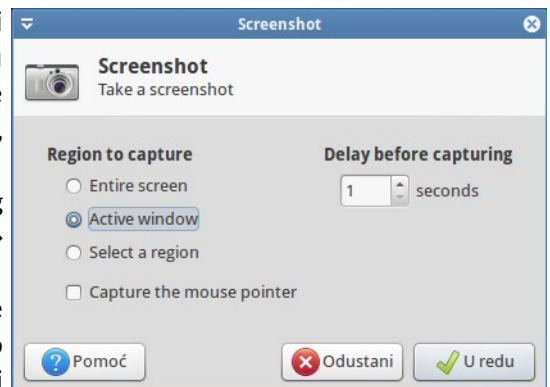 Screenshot
Screenshot
Take a screenshot
Region to capture
Entire screen
Active window
Select a region
Capture the mouse pointer
Delay before capturing
1 seconds
Pomoć
Odustani
U redu